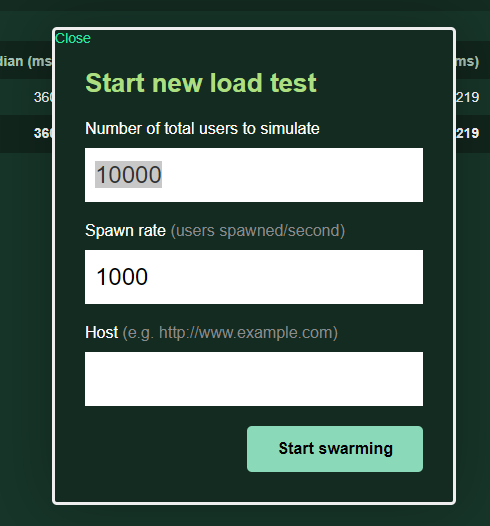 Close
dian (ms
ms)
Start new load test
360
219
Number of total users to simulate
360
219
10000
Spawn rate (users spawned/second)
1000
Host (e.g. http://www.example.com)
Start swarming